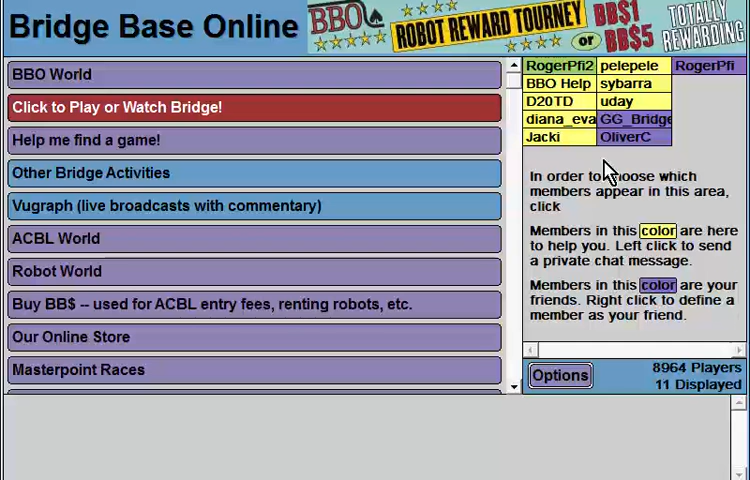 Bridge Base Online
BBO
ROBOT REWARD TOURNEY
BB$1
or
BB$5
TOTALLY
REWARDING
BBO World
Click to Play or Watch Bridge!
Help me find a game!
Other Bridge Activities
Vugraph (live broadcasts with commentary)
ACBL World
Robot World
Buy BB$ -- used for ACBL entry fees, renting robots, etc.
Our Online Store
Masterpoint Races
RogerPfi2 pelepele RogerPfi
BBO Help sybarra
D20TD uday
diana_eva GG_Bridge
Jacki OliverC
In order to choose which
members appear in this area,
click
Members in this color are here
to help you. Left click to send
a private chat message.
Members in this color are your
friends. Right click to define a
member as your friend.
Options
8964 Players
11 Displayed